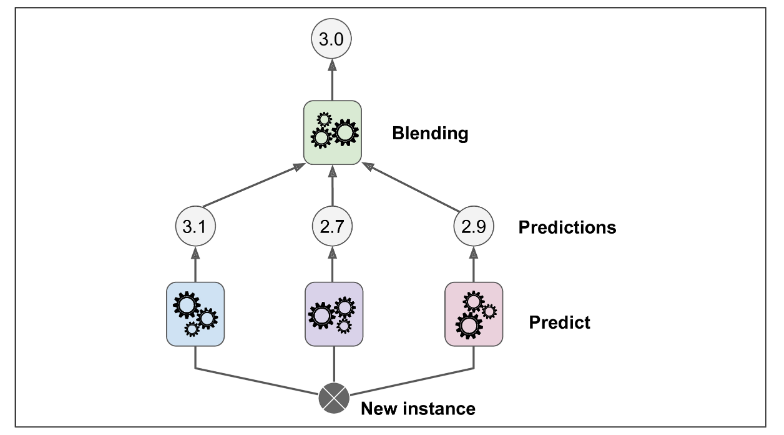 3.0
Blending
3.1
2.7
2.9
Predictions
Predict
New instance